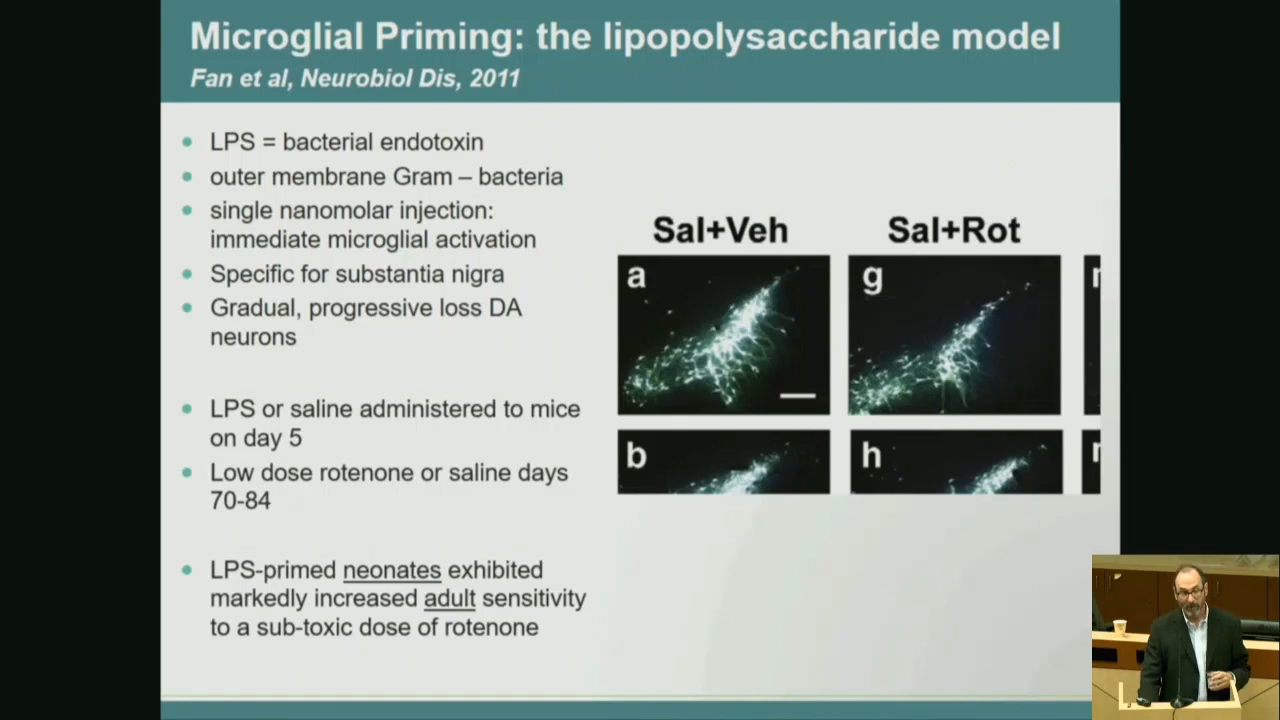 Microglial Priming: the lipopolysaccharide model
Fan et al, Neurobiol Dis, 2011
LPS = bacterial endotoxin
outer membrane Gram – bacteria
single nanomolar injection:
immediate microglial activation
Specific for substantia nigra
Gradual, progressive loss DA
neurons
LPS or saline administered to mice
on day 5
Low dose rotenone or saline days
70-84
LPS-primed neonates exhibited
markedly increased adult sensitivity
to a sub-toxic dose of rotenone
Sal+Veh
Sal+Rot
a
g
b
h